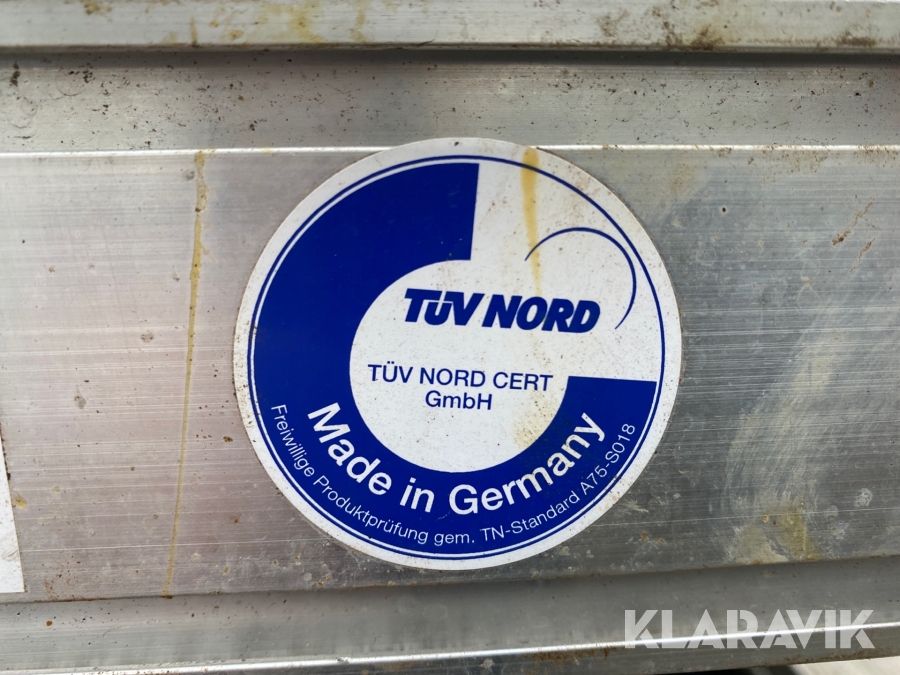 TÜV NORD
TÜV NORD CERT
GmbH
Made in Germany
Freiwillige Produktprüfung gem. TN-Standard A75-S018
KLARAVIK